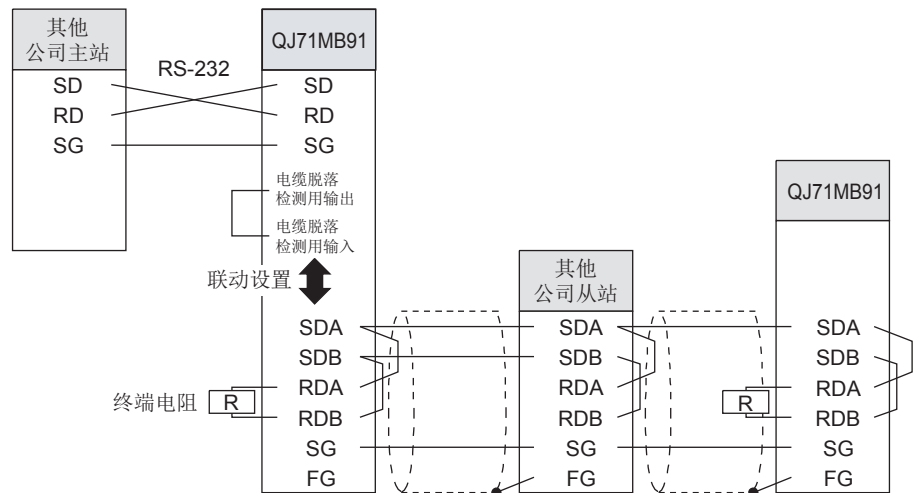 其他
公司主站
SD
RD
SG
RS-232
QJ71MB91
SD
RD
SG
电缆脱落
检测用输出
电缆脱落
检测用输入
联动设置
SDA
SDB
RDA
RDB
SG
FG
终端电阻
R
其他
公司从站
SDA
SDB
RDA
RDB
SG
FG
QJ71MB91
SDA
SDB
RDA
RDB
SG
FG
R